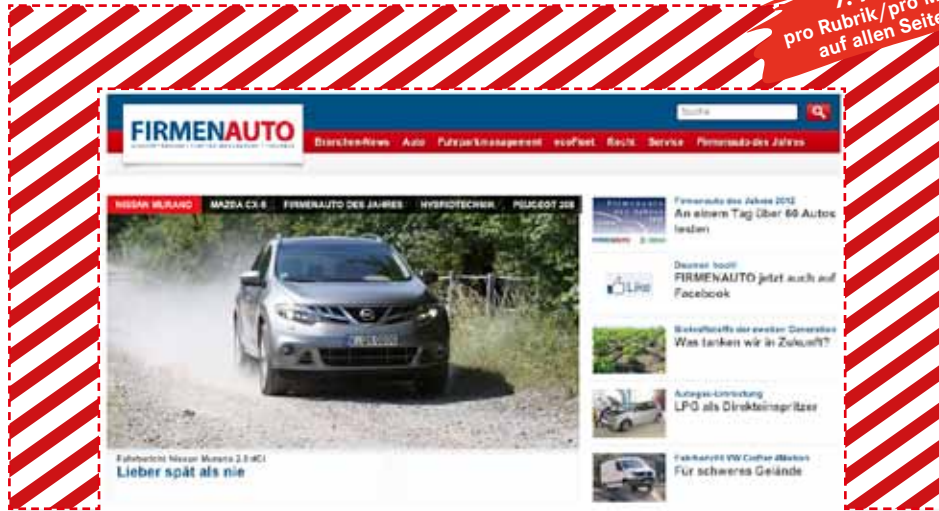 pro Rubrik/pro
auf allen Seite
Suche
FIRMENAUTO
Branchen-News Auto Fuhrparkmanagement ecoFleet Recht Service Firmenauto des Jahres
NISSAN MURANO MAZDA CX-5 FIRMENAUTO DES JAHRES HYBRIDTECHNIK PEUGEOT 208
Firmenauto des Jahres 2012
An einem Tag über 60 Autos
testen
Daumen hoch!
FIRMENAUTO jetzt auch auf
Facebook
Like
Biokraftstoffe der zweiten Generation
Was tanken wir in Zukunft?
Autogas-Umrüstung
LPG als Direkteinspritzer
Fahrbericht VW Crafter 4Motion
Für schweres Gelände
Fahrbericht Nissan Murano 2.5 dCi
Lieber spät als nie